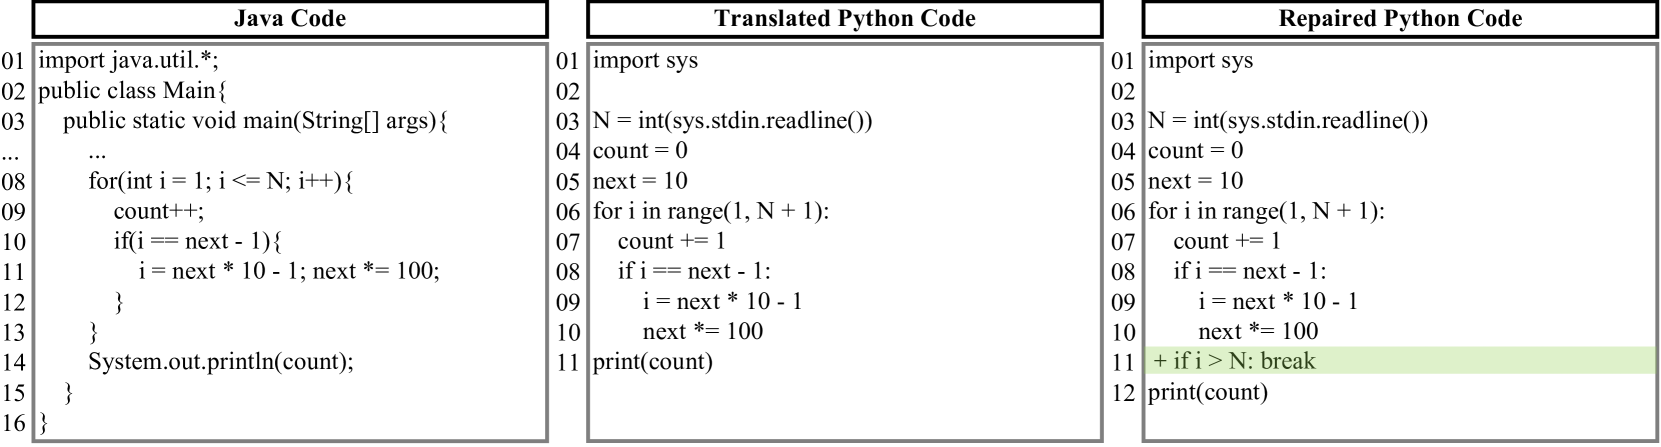 Java Code
01 import java.util.*;
02 public class Main{
03 public static void main(String[] args){
... ...
08 for(int i = 1; i <= N; i++){
09 count++;
10 if(i == next - 1){
11 i = next * 10 - 1; next *= 100;
12 }
13 }
14 System.out.println(count);
15 }
16 }
Translated Python Code
01 import sys
02
03 N = int(sys.stdin.readline())
04 count = 0
05 next = 10
06 for i in range(1, N + 1):
07 count += 1
08 if i == next - 1:
09 i = next * 10 - 1
10 next *= 100
11 print(count)
Repaired Python Code
01 import sys
02
03 N = int(sys.stdin.readline())
04 count = 0
05 next = 10
06 for i in range(1, N + 1):
07 count += 1
08 if i == next - 1:
09 i = next * 10 - 1
10 next *= 100
11 + if i > N: break
12 print(count)